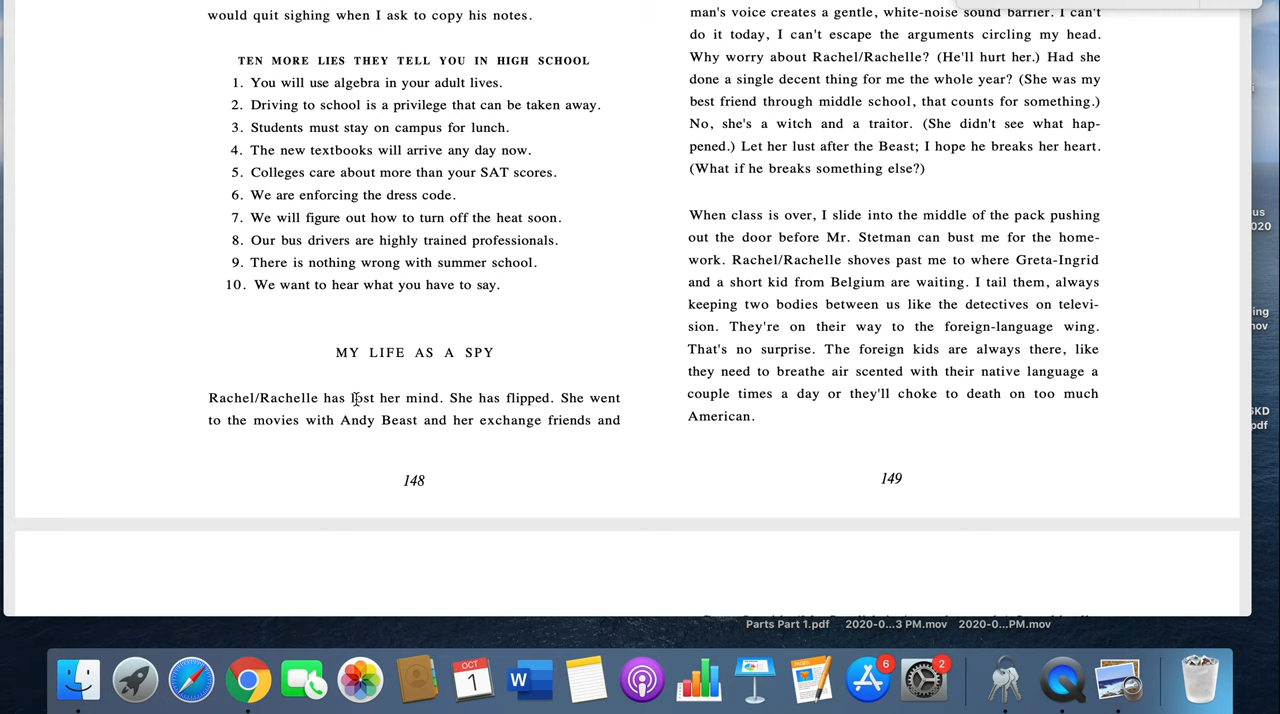 would quit sighing when I ask to copy his notes.
TEN MORE LIES THEY TELL YOU IN HIGH SCHOOL
1. You will use algebra in your adult lives.
2. Driving to school is a privilege that can be taken away.
3. Students must stay on campus for lunch.
4. The new textbooks will arrive any day now.
5. Colleges care about more than your SAT scores.
6. We are enforcing the dress code.
7. We will figure out how to turn off the heat soon.
8. Our bus drivers are highly trained professionals.
9. There is nothing wrong with summer school.
10. We want to hear what you have to say.
MY LIFE AS A SPY
Rachel/Rachelle has lost her mind. She has flipped. She went
to the movies with Andy Beast and her exchange friends and
148
man's voice creates a gentle, white-noise sound barrier. I can't
do it today, I can't escape the arguments circling my head.
Why worry about Rachel/Rachelle? (He'll hurt her.) Had she
done a single decent thing for me the whole year? (She was my
best friend through middle school, that counts for something.)
No, she's a witch and a traitor. (She didn't see what hap-
pened.) Let her lust after the Beast; I hope he breaks her heart.
(What if he breaks something else?)
When class is over, I slide into the middle of the pack pushing
out the door before Mr. Stetman can bust me for the home-
work. Rachel/Rachelle shoves past me to where Greta-Ingrid
and a short kid from Belgium are waiting. I tail them, always
keeping two bodies between us like the detectives on televi-
sion. They're on their way to the foreign-language wing.
That's no surprise. The foreign kids are always there, like
they need to breathe air scented with their native language a
couple times a day or they'll choke to death on too much
American.
149
us
020
ing
mov
GKD
pdf
Parts Part 1.pdf 2020-0...3 PM.mov 2020-0...PM.mov
OCT
1
W
PAGES
6
2